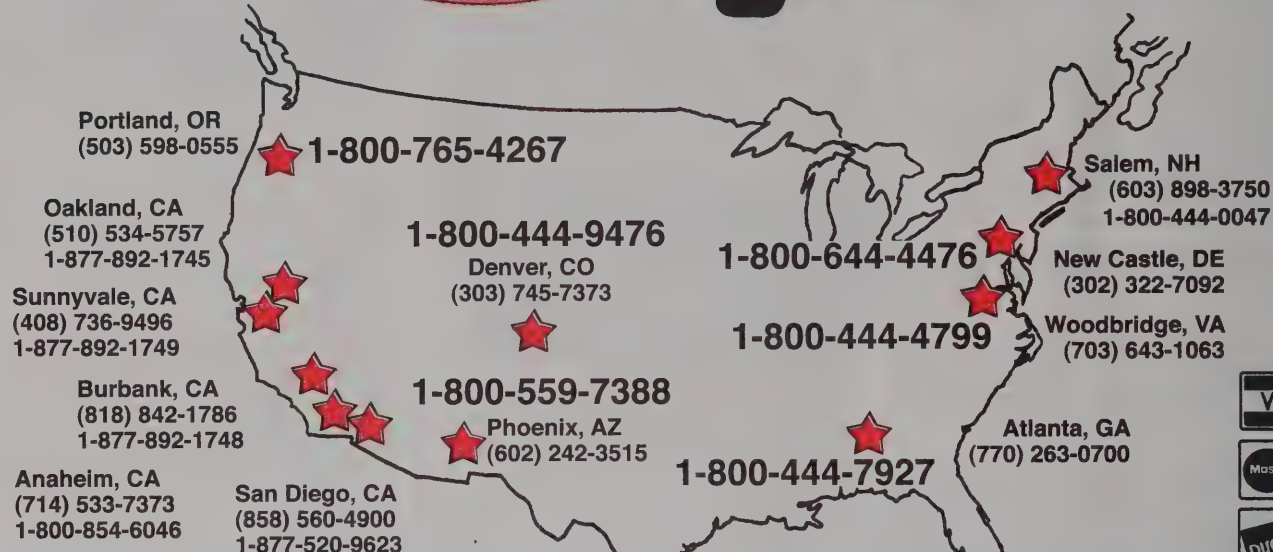 Portland, OR
(503) 598-0555
1-800-765-4267
Oakland, CA
(510) 534-5757
1-877-892-1745
Sunnyvale, CA
(408) 736-9496
1-877-892-1749
Burbank, CA
(818) 842-1786
1-877-892-1748
Anaheim, CA
(714) 533-7373
1-800-854-6046
San Diego, CA
(858) 560-4900
1-877-520-9623
1-800-444-9476
Denver, CO
(303) 745-7373
1-800-559-7388
Phoenix, AZ
(602) 242-3515
Salem, NH
(603) 898-3750
1-800-444-0047
1-800-644-4476
New Castle, DE
(302) 322-7092
1-800-444-4799
Woodbridge, VA
(703) 643-1063
Atlanta, GA
(770) 263-0700
1-800-444-7927